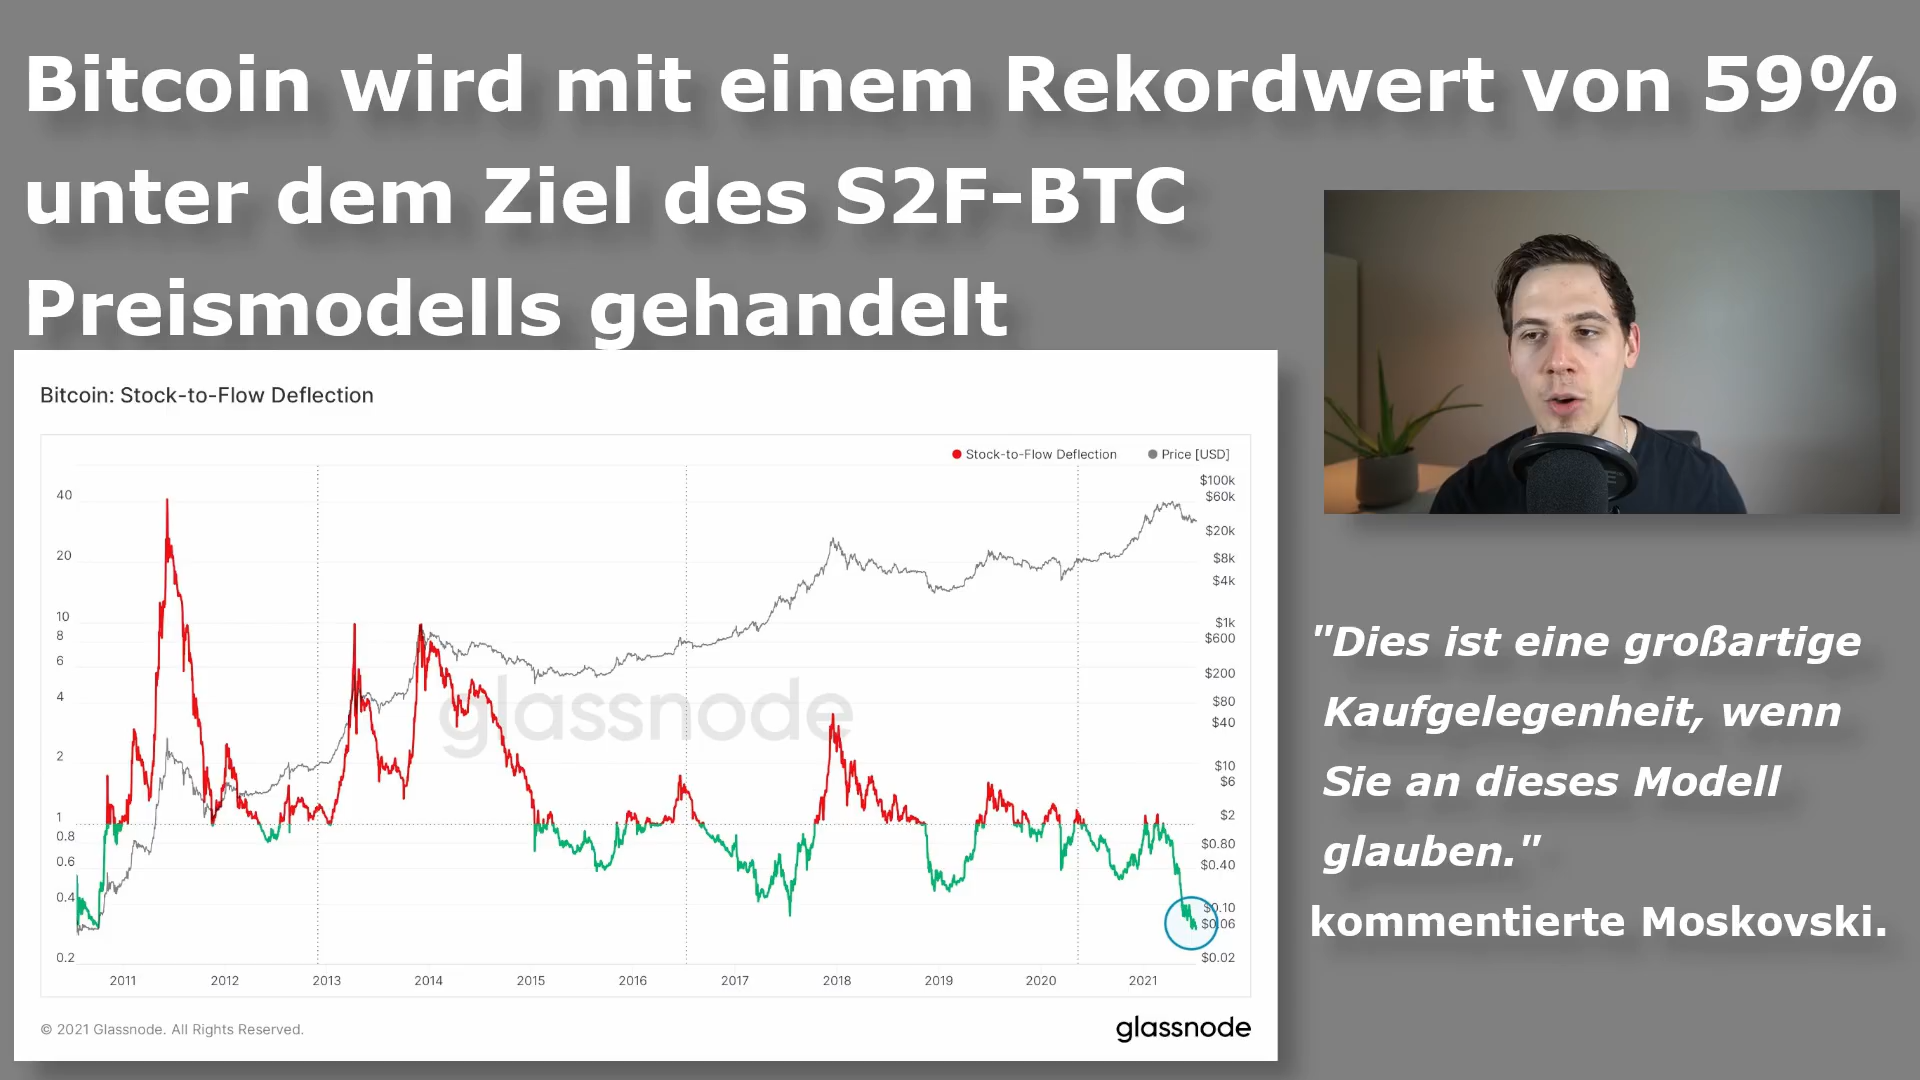 Bitcoin wird mit einem Rekordwert von 59%
unter dem Ziel des S2F-BTC
Preismodells gehandelt
Bitcoin: Stock-to-Flow Deflection
Stock-to-Flow Deflection Price [USD]
40
20
10
8
6
4
2
1
0.8
0.6
0.4
0.2
$100k
$60k
$20k
$8k
$4k
$1k
$600
$200
$80
$40
$10
$6
$2
$0.80
$0.40
$0.10
$0.06
$0.02
glassnode
2011 2012 2013 2014 2015 2016 2017 2018 2019 2020 2021
© 2021 Glassnode. All Rights Reserved.
glassnode
"Dies ist eine großartige
Kaufgelegenheit, wenn
Sie an dieses Modell
glauben."
kommentierte Moskovski.